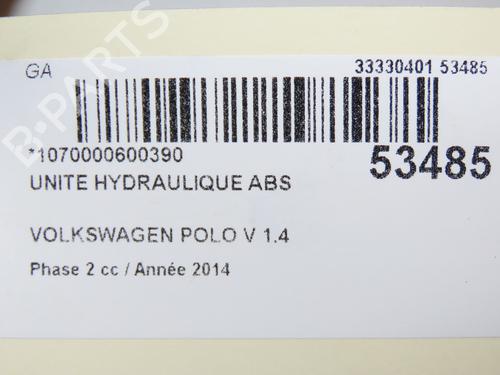 GA
33330401 53485
*1070000600390
53485
UNITE HYDRAULIQUE ABS
VOLKSWAGEN POLO V 1.4
Phase 2 cc / Année 2014
B-PARTS